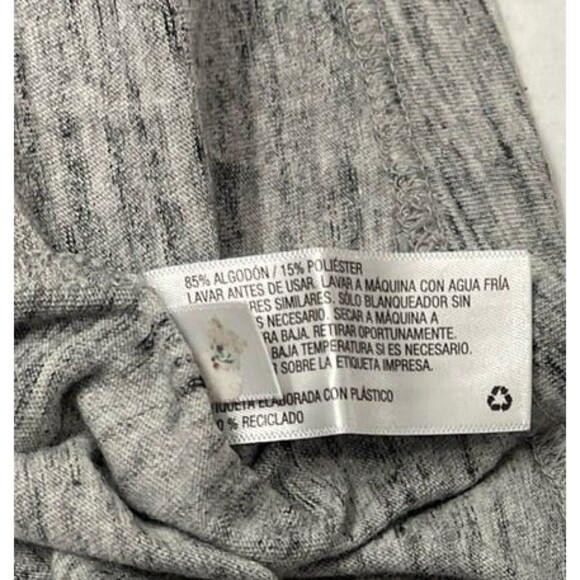 85% ALGODÓN / 15% POLIÉSTER
LAVAR ANTES DE USAR. LAVAR A MÁQUINA CON AGUA FRÍA
RES SIMILARES. SÓLO BLANQUEADOR SIN
S NECESARIO. SECAR A MÁQUINA A
RA BAJA. RETIRAR OPORTUNAMENTE.
BAJA TEMPERATURA SI ES NECESARIO.
SOBRE LA ETIQUETA IMPRESA.
IQUETA ELABORADA CON PLÁSTICO
0 % RECICLADO